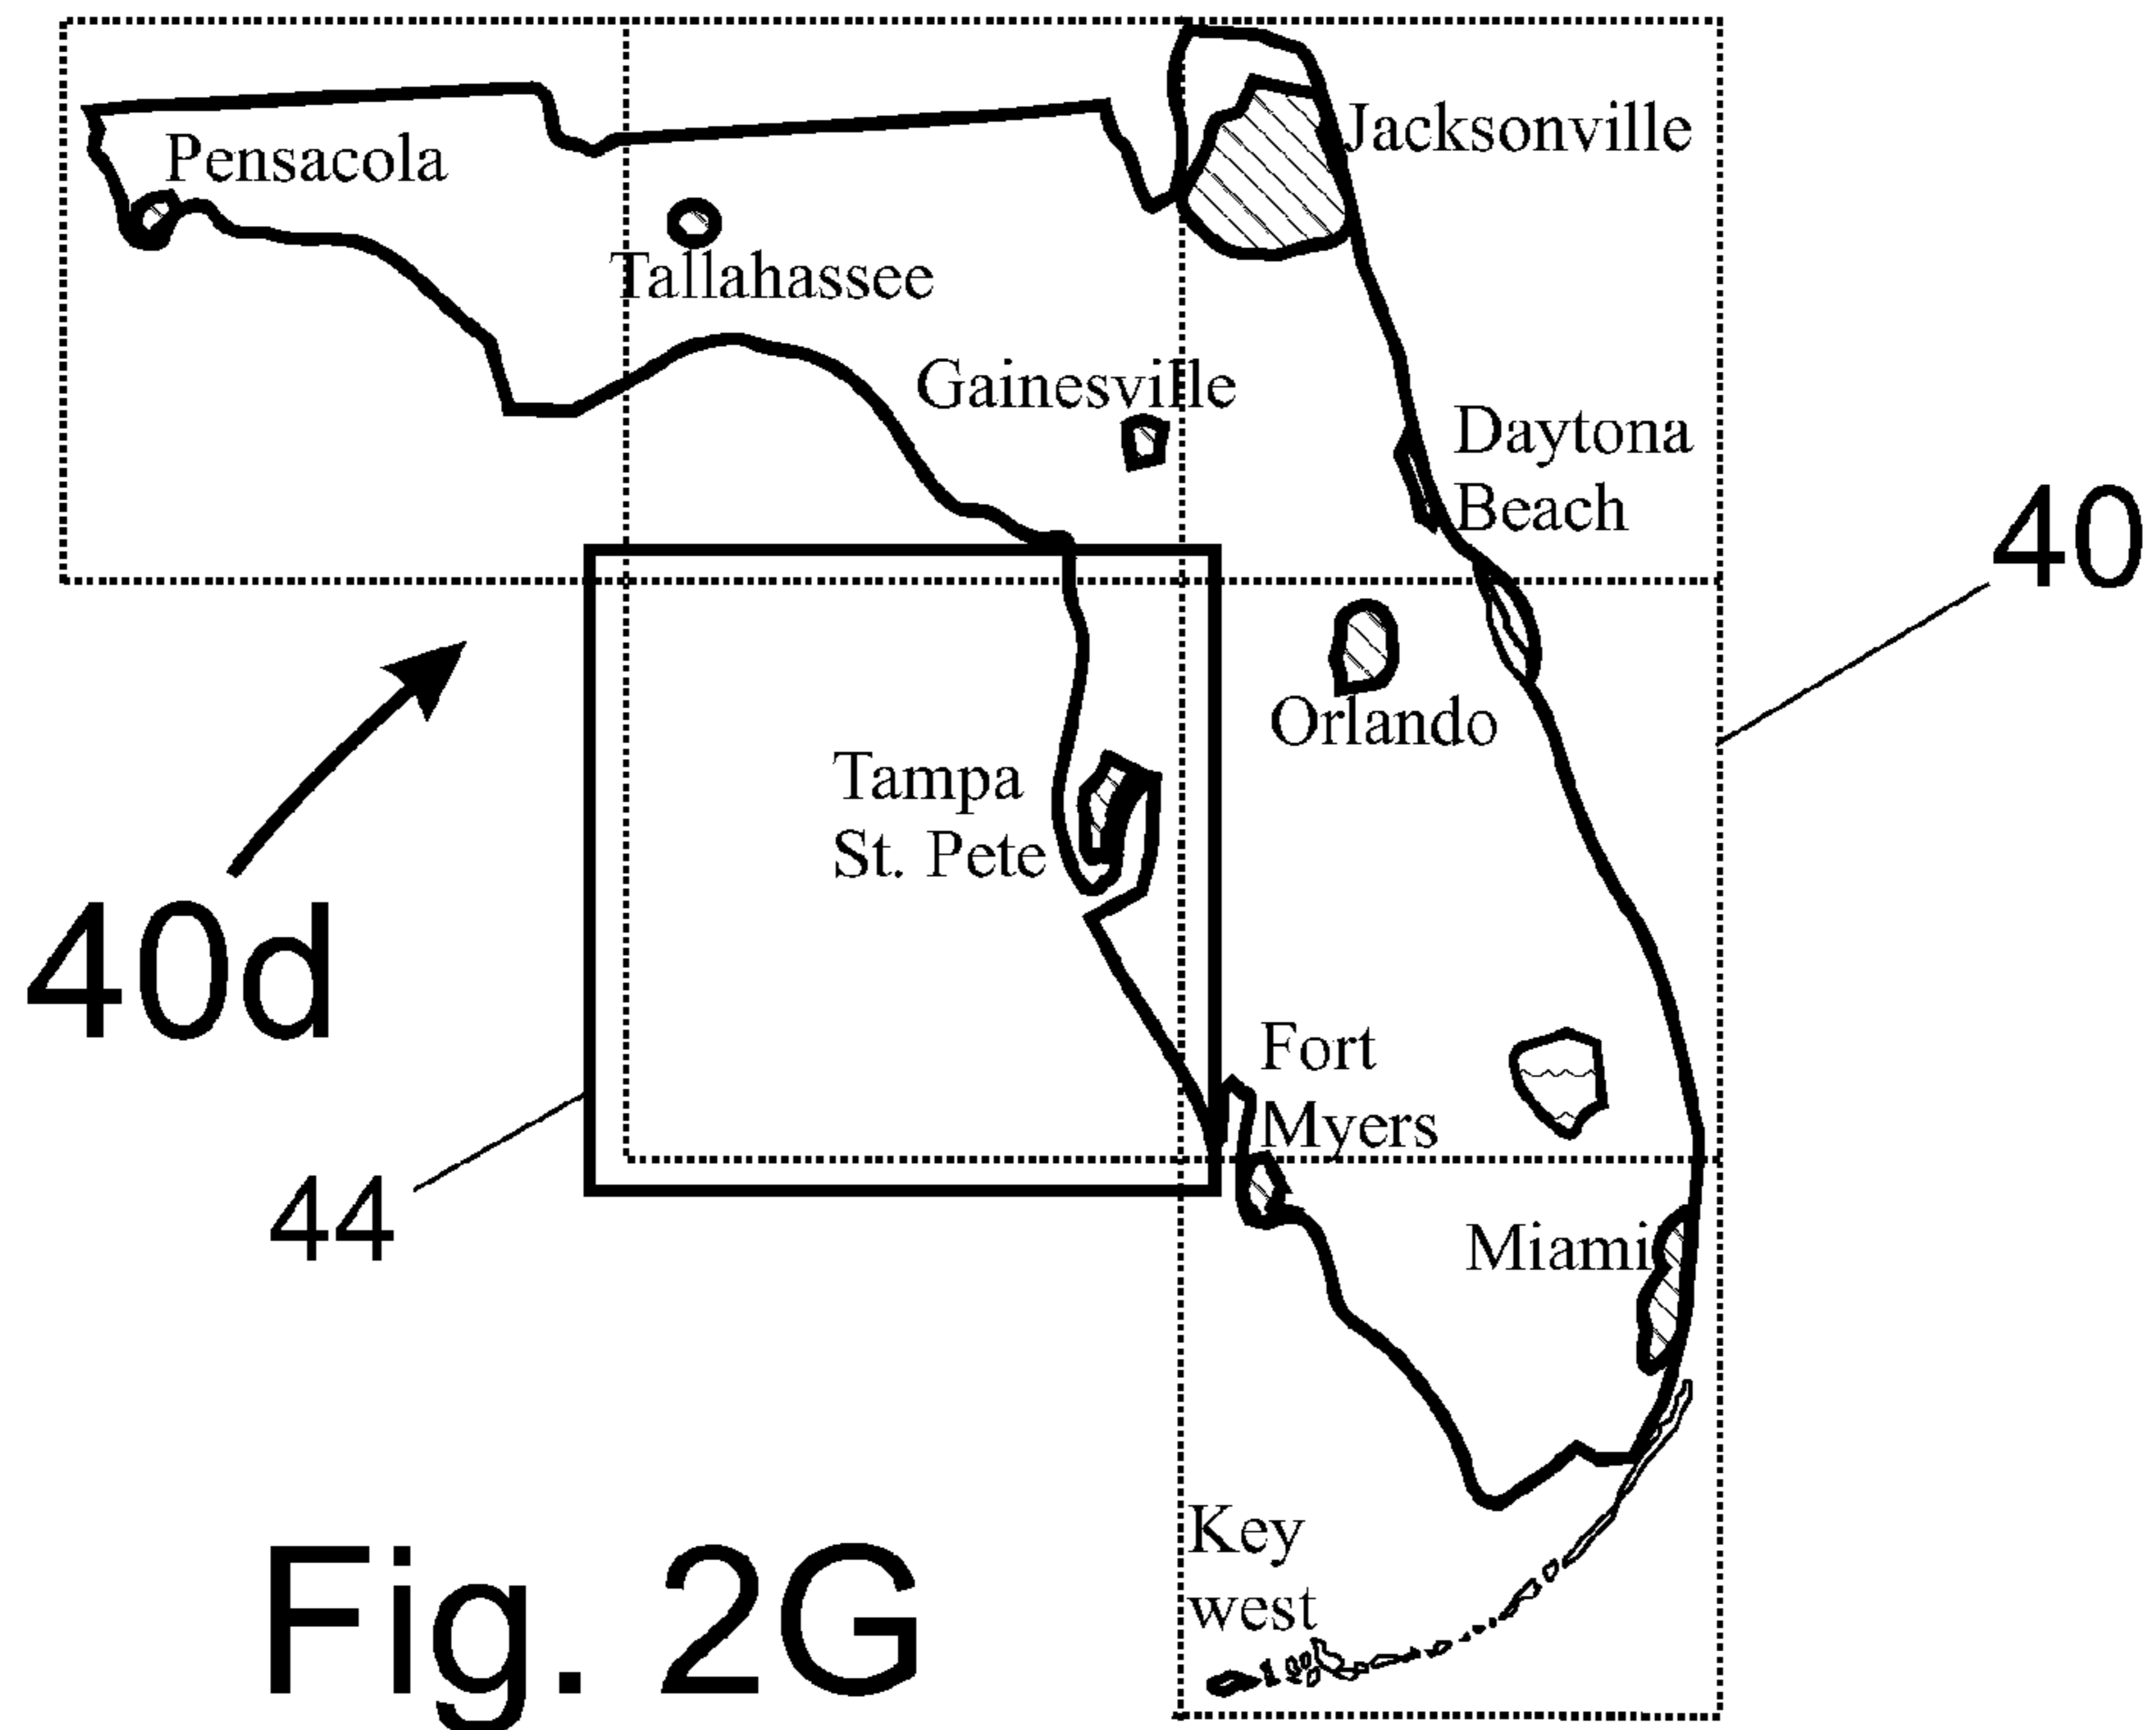 Jacksonville
Pensacola
Tallahassee
Gainesville
Daytona
Beach
40
Orlando
Tampa
St. Pete
40d
Fort
Myers
44
Miami
Key
west
Fig. 2G